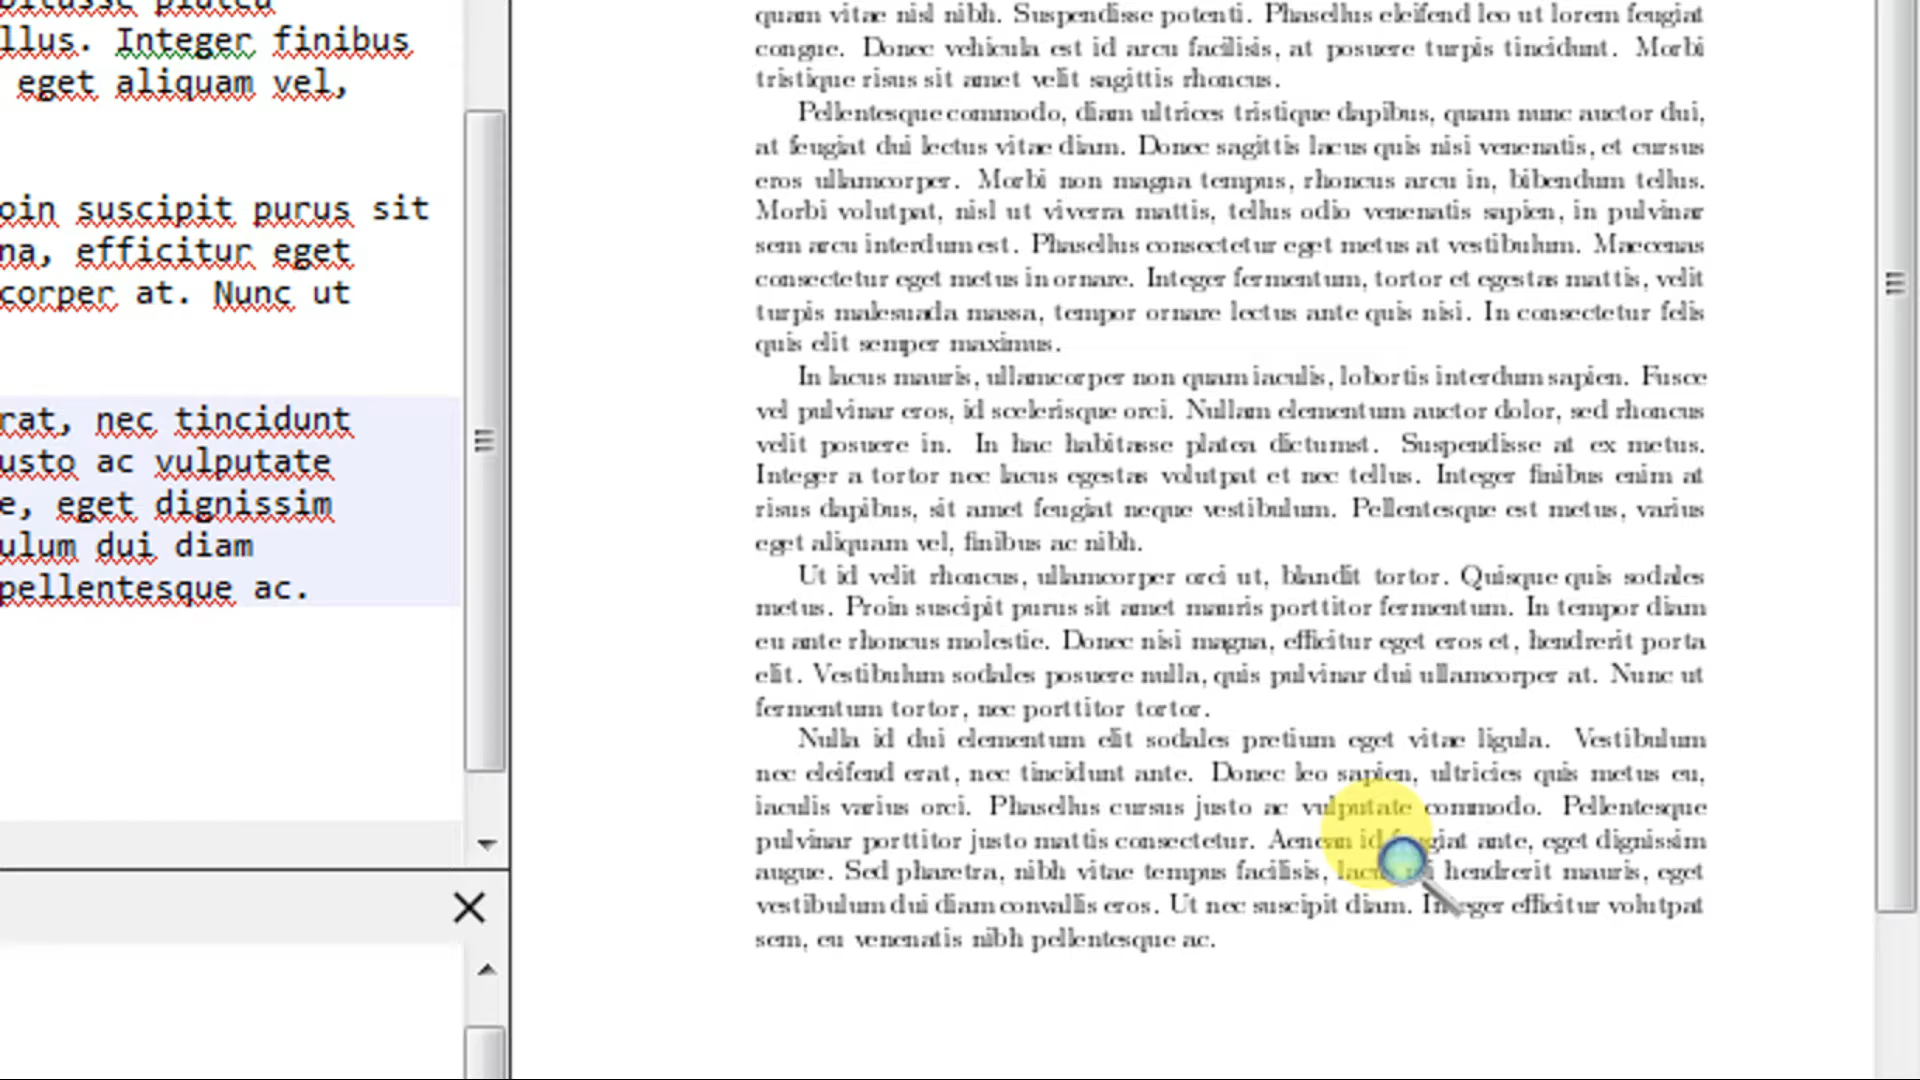 bitasse platea
llus. Integer finibus
eget aliquam vel,
oin suscipit purus sit
na, efficitur eget
corper at. Nunc ut
rat, nec tincidunt
usto ac vulputate
e, eget dignissim
ulum dui diam
pellentesque ac.
quam vitae nisl nibh. Suspendisse potenti. Phasellus eleifend leo ut lorem feugiat
congue. Donec vehicula est id arcu facilisis, at posuere turpis tincidunt. Morbi
tristique risus sit amet velit sagittis rhoncus.
Pellentesque commodo, diam ultrices tristique dapibus, quam nunc auctor dui,
at feugiat dui lectus vitae diam. Donec sagittis lacus quis nisi venenatis, et cursus
eros ullamcorper. Morbi non magna tempus, rhoncus arcu in, bibendum tellus.
Morbi volutpat, nisl ut viverra mattis, tellus odio venenatis sapien, in pulvinar
sem arcu interdum est. Phasellus consectetur eget metus at vestibulum. Maecenas
consectetur eget metus in ornare. Integer fermentum, tortor et egestas mattis, velit
turpis malesuada massa, tempor ornare lectus ante quis nisi. In consectetur felis
quis elit semper maximus.
In lacus mauris, ullamcorper non quam iaculis, lobortis interdum sapien. Fusce
vel pulvinar eros, id scelerisque orci. Nullam elementum auctor dolor, sed rhoncus
velit posuere in. In hac habitasse platea dictumst. Suspendisse at ex metus.
Integer a tortor nec lacus egestas volutpat et nec tellus. Integer finibus enim at
risus dapibus, sit amet feugiat neque vestibulum. Pellentesque est metus, varius
eget aliquam vel, finibus ac nibh.
Ut id velit rhoncus, ullamcorper orci ut, blandit tortor. Quisque quis sodales
metus. Proin suscipit purus sit amet mauris porttitor fermentum. In tempor diam
eu ante rhoncus molestie. Donec nisi magna, efficitur eget eros et, hendrerit porta
elit. Vestibulum sodales posuere nulla, quis pulvinar dui ullamcorper at. Nunc ut
fermentum tortor, nec porttitor tortor.
Nulla id dui elementum elit sodales pretium eget vitae ligula. Vestibulum
nec eleifend erat, nec tincidunt ante. Donec leo sapien, ultricies quis metus eu,
iaculis varius orci. Phasellus cursus justo ac vulputate commodo. Pellentesque
pulvinar porttitor justo mattis consectetur. Aenean id feugiat ante, eget dignissim
augue. Sed pharetra, nibh vitae tempus facilisis, lacus hendrerit mauris, eget
vestibulum dui diam convallis eros. Ut nec suscipit diam. Integer efficitur volutpat
sem, eu venenatis nibh pellentesque ac.